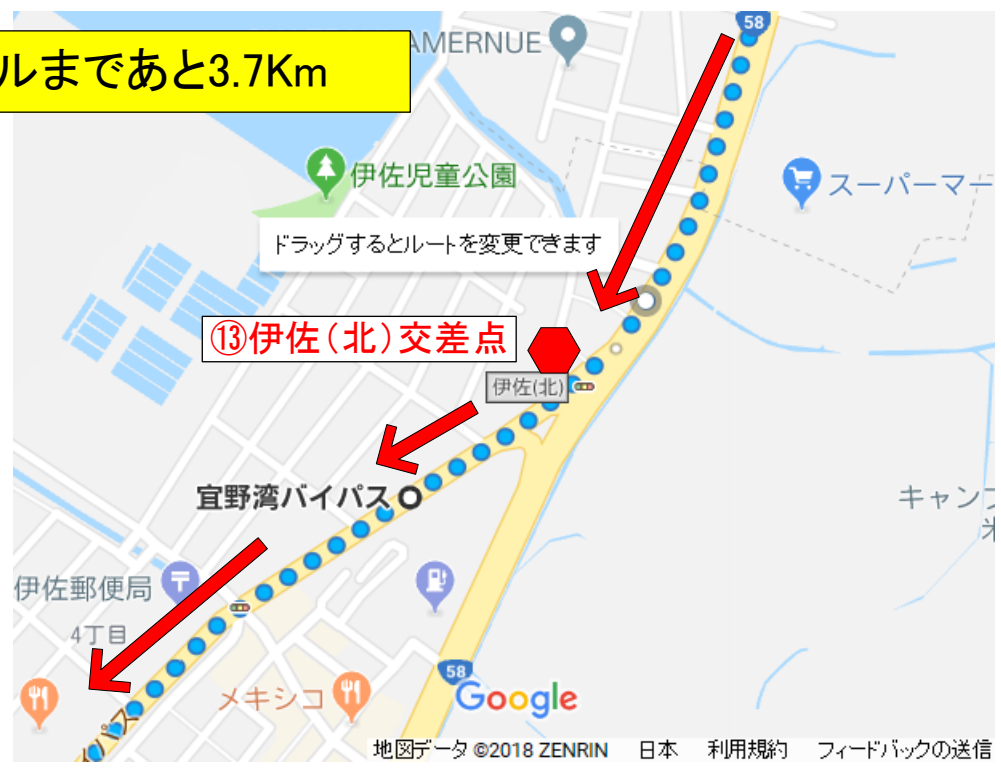 58
AMERNUE
ルまであと3.7Km
伊佐児童公園
スーパーマー
ドラッグするとルートを変更できます
⑬伊佐(北)交差点
伊佐(北)
宜野湾バイパス
キャンプ
伊佐郵便局
4丁目
58
メキシコ
Google
パス
地図データ ©2018 ZENRIN 日本 利用規約 フィードバックの送信